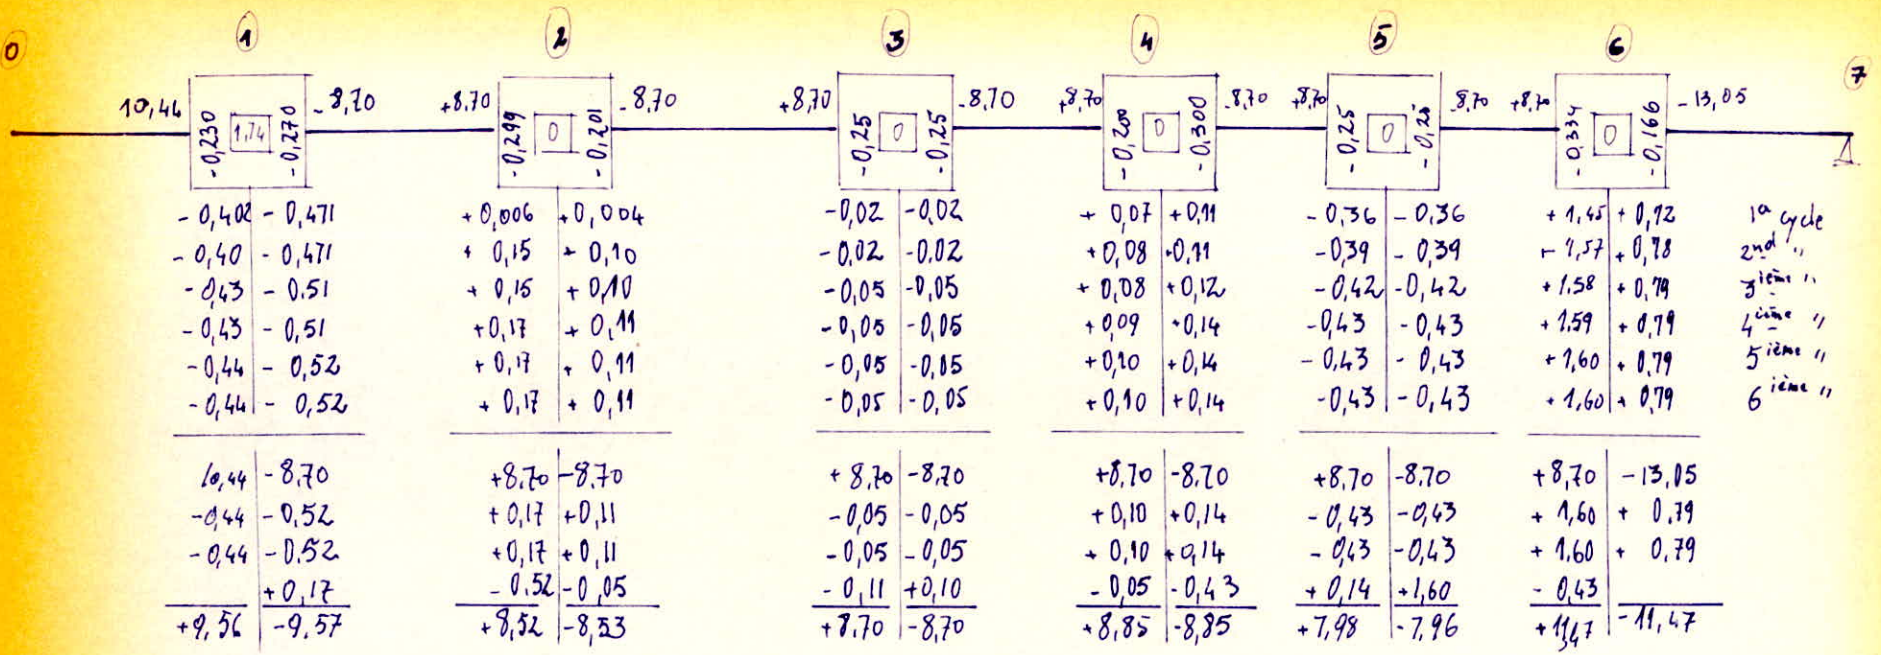 0 1 2 3 4 5 6 7
10,44 -8,70 +8.70 -8,70 +8,70 -8,70 +8,70 -8,70 +8,70 -8,70 +8,70 -13,05
-0,230 1,74 -0,270 -0,299 0 -0,201 -0,25 0 -0,25 -0,200 0 -0,300 -0,25 0 -0,25 -0,334 0 -0,166
-0,402 -0,471 +0,006 +0,004 -0,02 -0,02 +0,07 +0,11 -0,36 -0,36 +1,45 +0,72 1a cycle
-0,40 -0,471 +0,15 +0,10 -0,02 -0.02 +0,08 +0,11 -0,39 -0,39 +1,57 +0,78 2nd "
-0,43 -0.51 +0,15 +0,10 -0,05 -0,05 +0,08 +0,12 -0,42 -0,42 +1.58 +0,79 3ième "
-0,43 -0,51 +0,17 +0,11 -0,05 -0,05 +0,09 +0,14 -0,43 -0,43 +1.59 +0,79 4ième "
-0,44 -0,52 +0,17 +0,11 -0,05 -0,05 +0,10 +0,14 -0,43 -0,43 +1,60 +0,79 5ième "
-0,44 -0,52 +0,17 +0,11 -0,05 -0,05 +0,10 +0,14 -0,43 -0,43 +1,60 +0,79 6ième "
10,44 -8,70 +8.70 -8.70 +8,70 -8,70 +8,70 -8,70 +8,70 -8,70 +8,70 -13,05
-0,44 -0,52 +0,17 +0,11 -0,05 -0,05 +0,10 +0,14 -0,43 -0,43 +1,60 +0.79
-0,44 -0.52 +0,17 +0,11 -0,05 -0,05 +0,10 +0,14 -0,43 -0,43 +1.60 +0.79
+0,17 -0.52 -0,05 -0,11 +0,10 -0,05 -0,43 +0,14 +1,60 -0,43
+9,56 -9,57 +8,52 -8,53 +8,70 -8,70 +8,85 -8,85 +7,98 -7,96 +11,47 -11,47